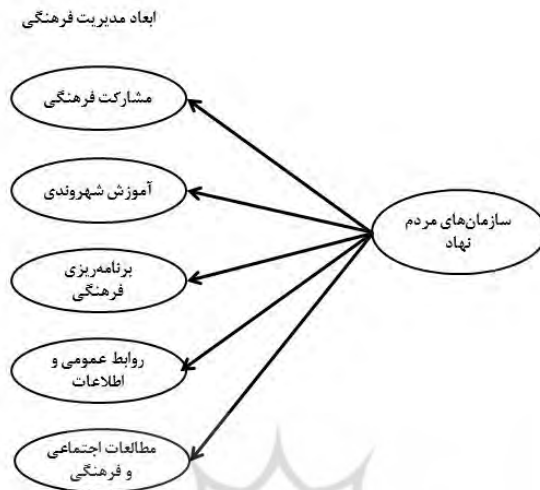 ابعاد مدیریت فرهنگی
مشارکت فرهنگی
آموزش شهروندی
سازمان‌های مردم
نهاد
برنامه‌ریزی
فرهنگی
روابط عمومی و
اطلاعات
مطالعات اجتماعی
و فرهنگی